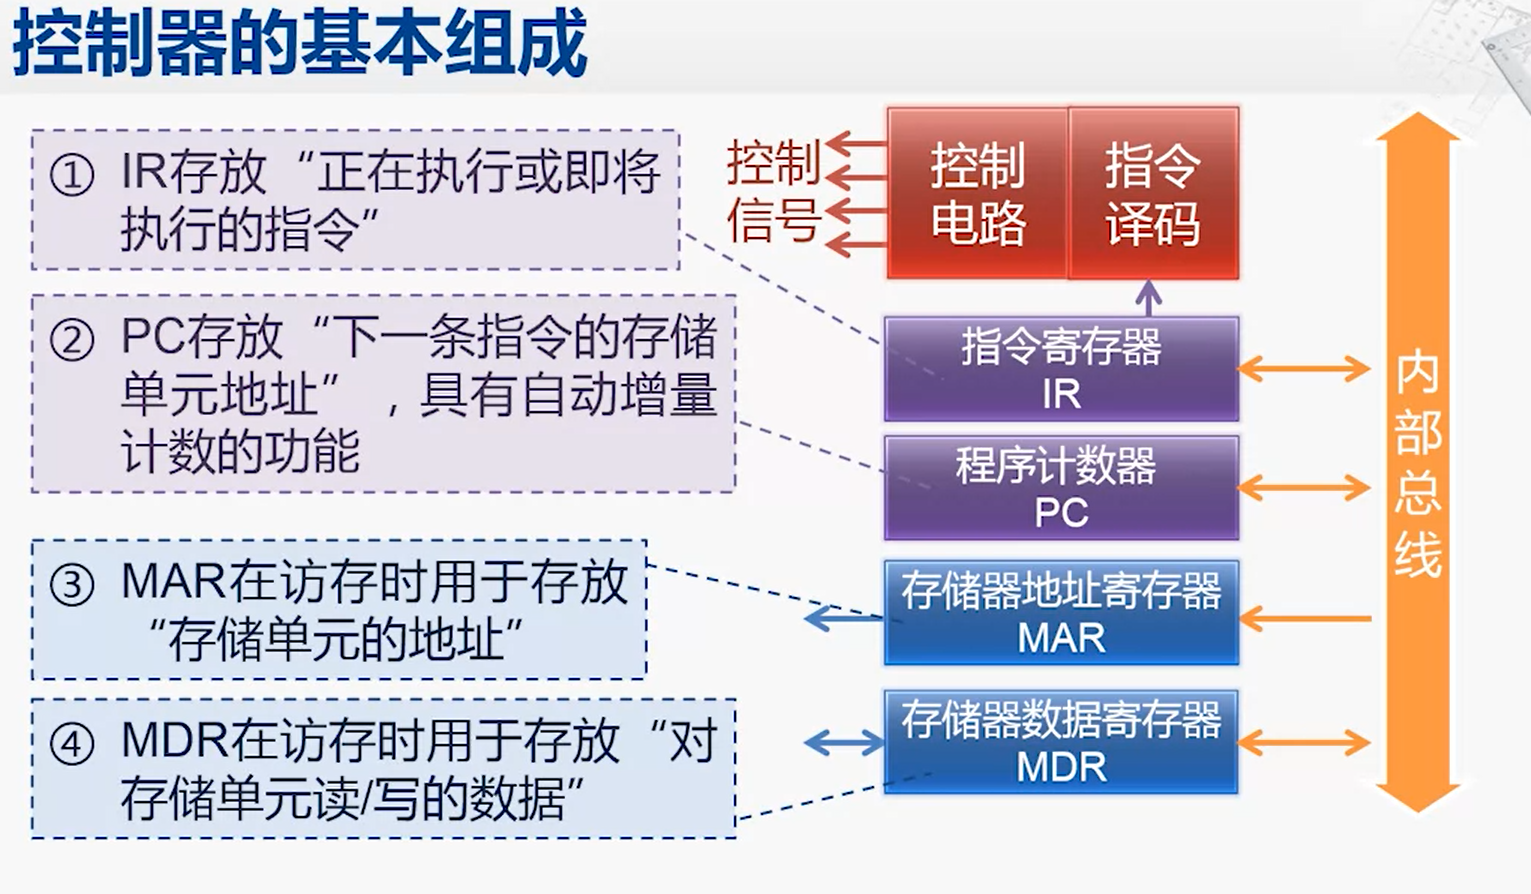 控制器的基本组成
① IR存放“正在执行或即将
执行的指令”
② PC存放“下一条指令的存储
单元地址”，具有自动增量
计数的功能
③ MAR在访存时用于存放
“存储单元的地址”
④ MDR在访存时用于存放“对
存储单元读/写的数据”
控制
信号
控制
电路
指令
译码
指令寄存器
IR
程序计数器
PC
存储器地址寄存器
MAR
存储器数据寄存器
MDR
内
部
总
线